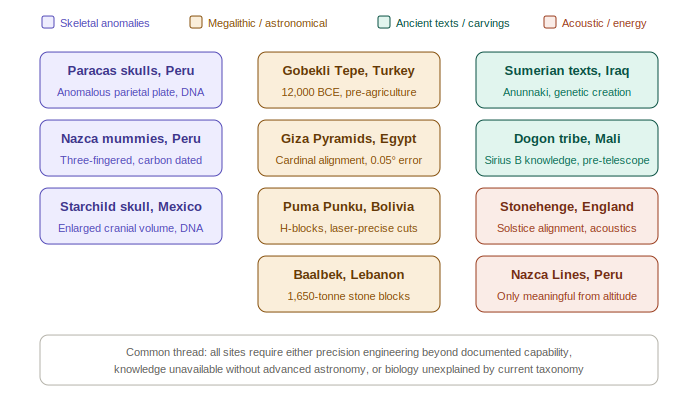 Skeletal anomalies
Megalithic / astronomical
Ancient texts / carvings
Acoustic / energy
Paracas skulls, Peru
Anomalous parietal plate, DNA
Gobekli Tepe, Turkey
12,000 BCE, pre-agriculture
Sumerian texts, Iraq
Anunnaki, genetic creation
Nazca mummies, Peru
Three-fingered, carbon dated
Giza Pyramids, Egypt
Cardinal alignment, 0.05° error
Dogon tribe, Mali
Sirius B knowledge, pre-telescope
Starchild skull, Mexico
Enlarged cranial volume, DNA
Puma Punku, Bolivia
H-blocks, laser-precise cuts
Stonehenge, England
Solstice alignment, acoustics
Baalbek, Lebanon
1,650-tonne stone blocks
Nazca Lines, Peru
Only meaningful from altitude
Common thread: all sites require either precision engineering beyond documented capability,
knowledge unavailable without advanced astronomy, or biology unexplained by current taxonomy